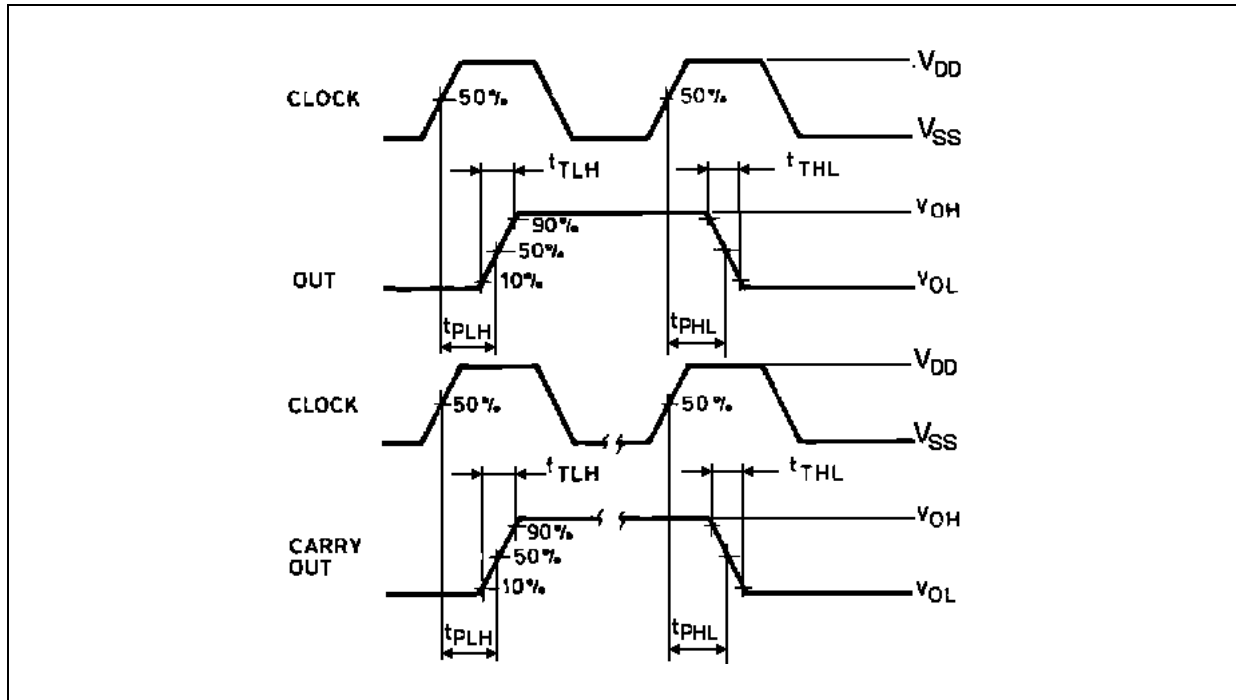 VDD
CLOCK
50%
50%
VSS
tTLH
tTHL
VOH
90%
50%
OUT
10%
VOL
tPLH
tPHL
VDD
CLOCK
50%
50%
VSS
tTLH
tTHL
VOH
90%
CARRY
OUT
50%
10%
VOL
tPLH
tPHL